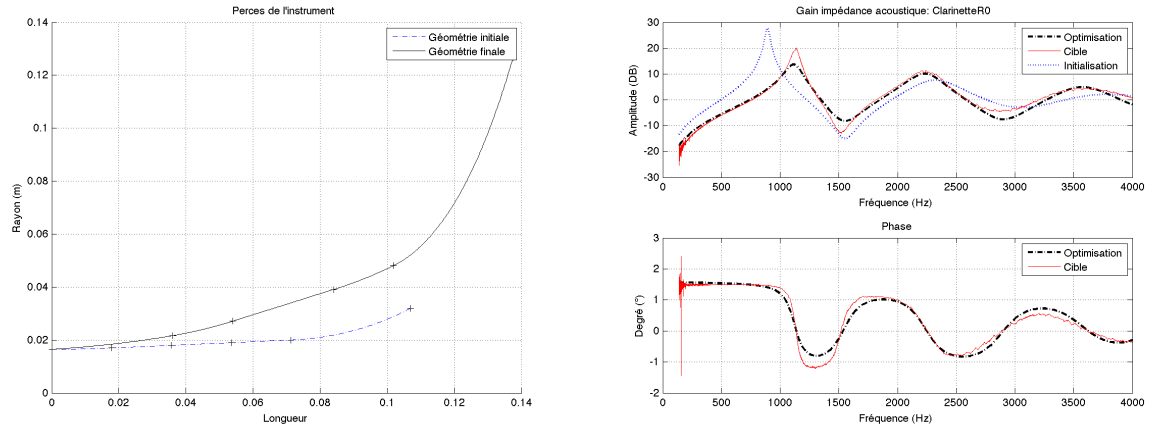 Perces de l'instrument
0.14
0.12
0.1
0.08
0.06
0.04
0.02
0
Rayon (m)
Géométrie initiale
Géométrie finale
0 0.02 0.04 0.06 0.08 0.1 0.12 0.14
Longueur
Gain impédance acoustique: ClarinetteR0
30
20
10
0
-10
-20
-30
Amplitude (DB)
Optimisation
Cible
Initialisation
0 500 1000 1500 2000 2500 3000 3500 4000
Fréquence (Hz)
Phase
3
2
1
0
-1
-2
Degré (°)
Optimisation
Cible
0 500 1000 1500 2000 2500 3000 3500 4000
Fréquence (Hz)